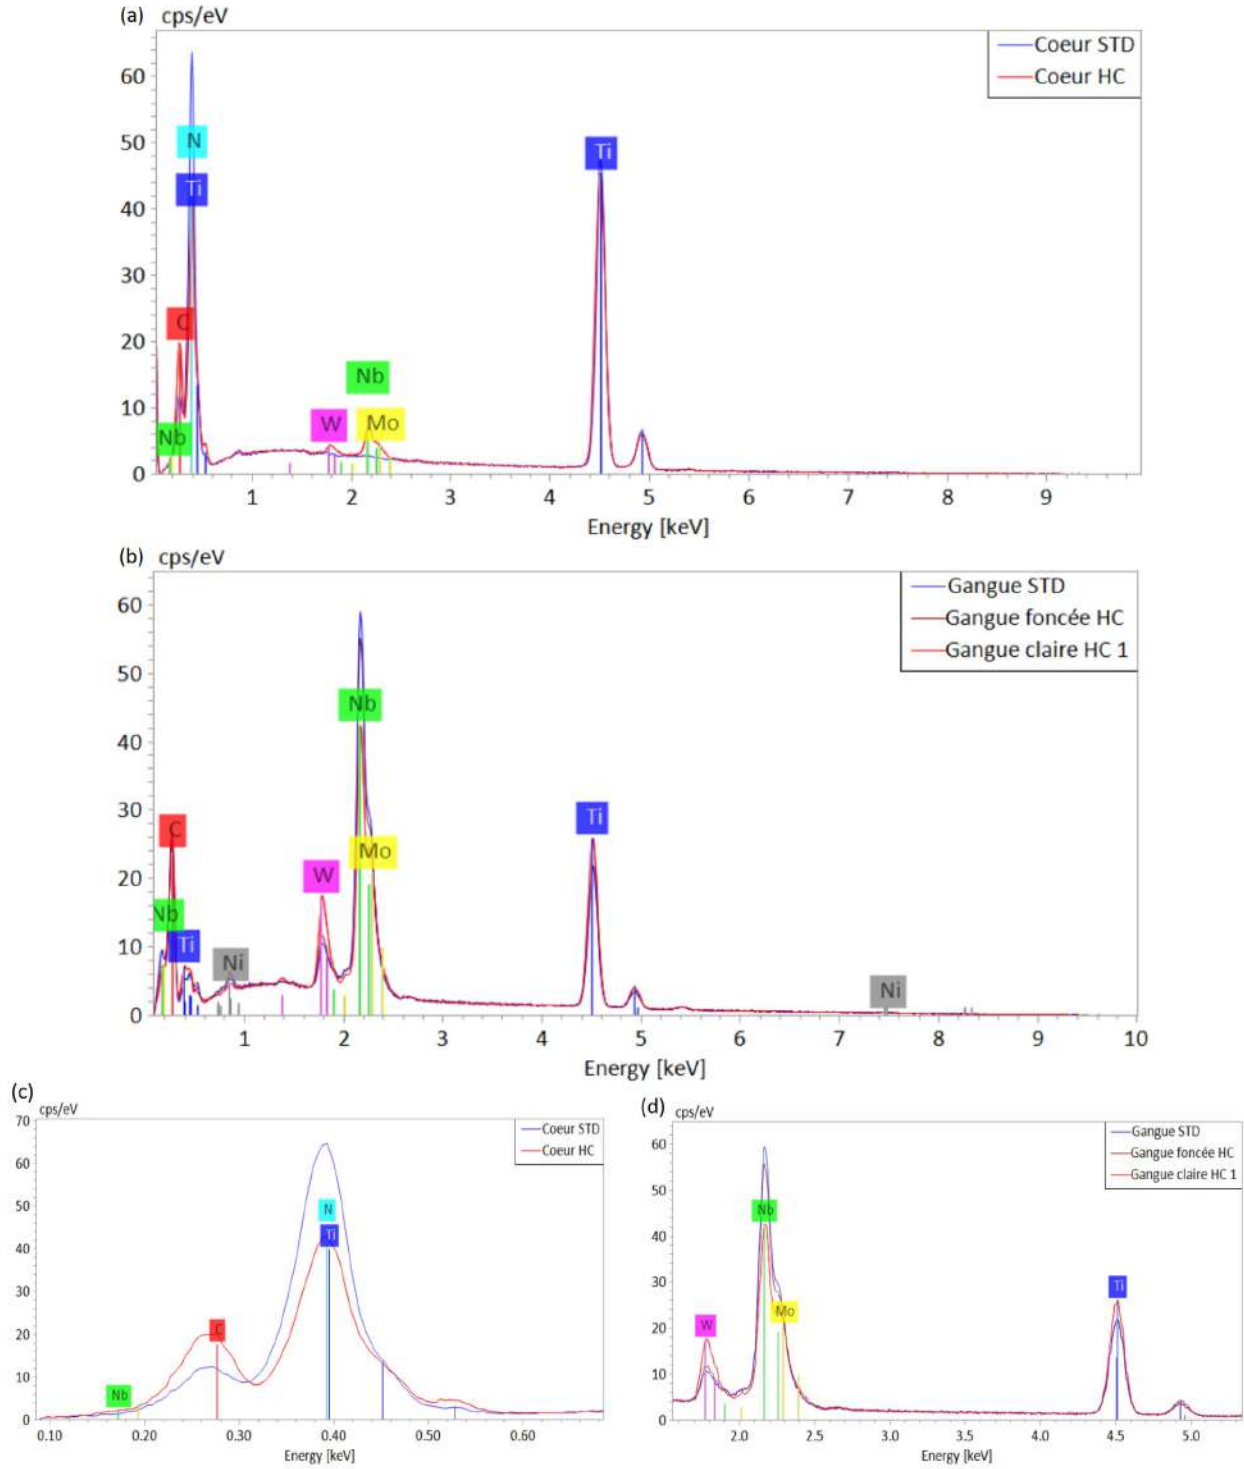 (a) cps/eV
Coeur STD
Coeur HC
60
50
40
30
20
10
0
N
Ti
C
Nb
W
Nb
Mo
Ti
1 2 3 4 5 6 7 8 9
Energy [keV]
(b) cps/eV
Gangue STD
Gangue foncée HC
Gangue claire HC 1
60
50
40
30
20
10
0
C
Nb
Ti
Ni
W
Nb
Mo
Ti
Ni
1 2 3 4 5 6 7 8 9 10
Energy [keV]
(c)
cps/eV
Coeur STD
Coeur HC
70
60
50
40
30
20
10
0
Nb
C
N
Ti
0.10 0.20 0.30 0.40 0.50 0.60
Energy [keV]
(d) cps/eV
Gangue STD
Gangue foncée HC
Gangue claire HC 1
60
50
40
30
20
10
0
W
Nb
Mo
Ti
2.0 2.5 3.0 3.5 4.0 4.5 5.0
Energy [keV]